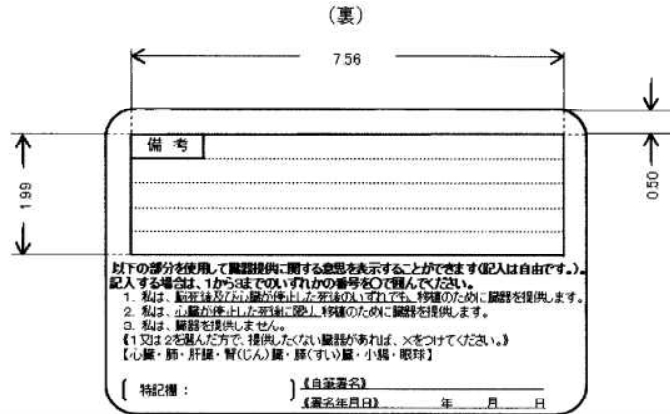 (裏)
7.56
備 考
1.99
0.50
以下の部分を使用して臓器提供に関する意思を表示することができます(記入は自由です。)。
記入する場合は、1から3までのいずれかの番号を〇で囲んでください。
1. 私は、脳死後及び心臓が停止した死後のいずれでも、移植のために臓器を提供します。
2. 私は、心臓が停止した死後に限り、移植のために臓器を提供します。
3. 私は、臓器を提供しません。
《1又は2を選んだ方で、提供したくない臓器があれば、×をつけてください。》
【心臓・肺・肝臓・腎(じん)臓・膵(すい)臓・小腸・眼球】
〔 特記欄: 〕
《自筆署名》
《署名年月日》 年 月 日